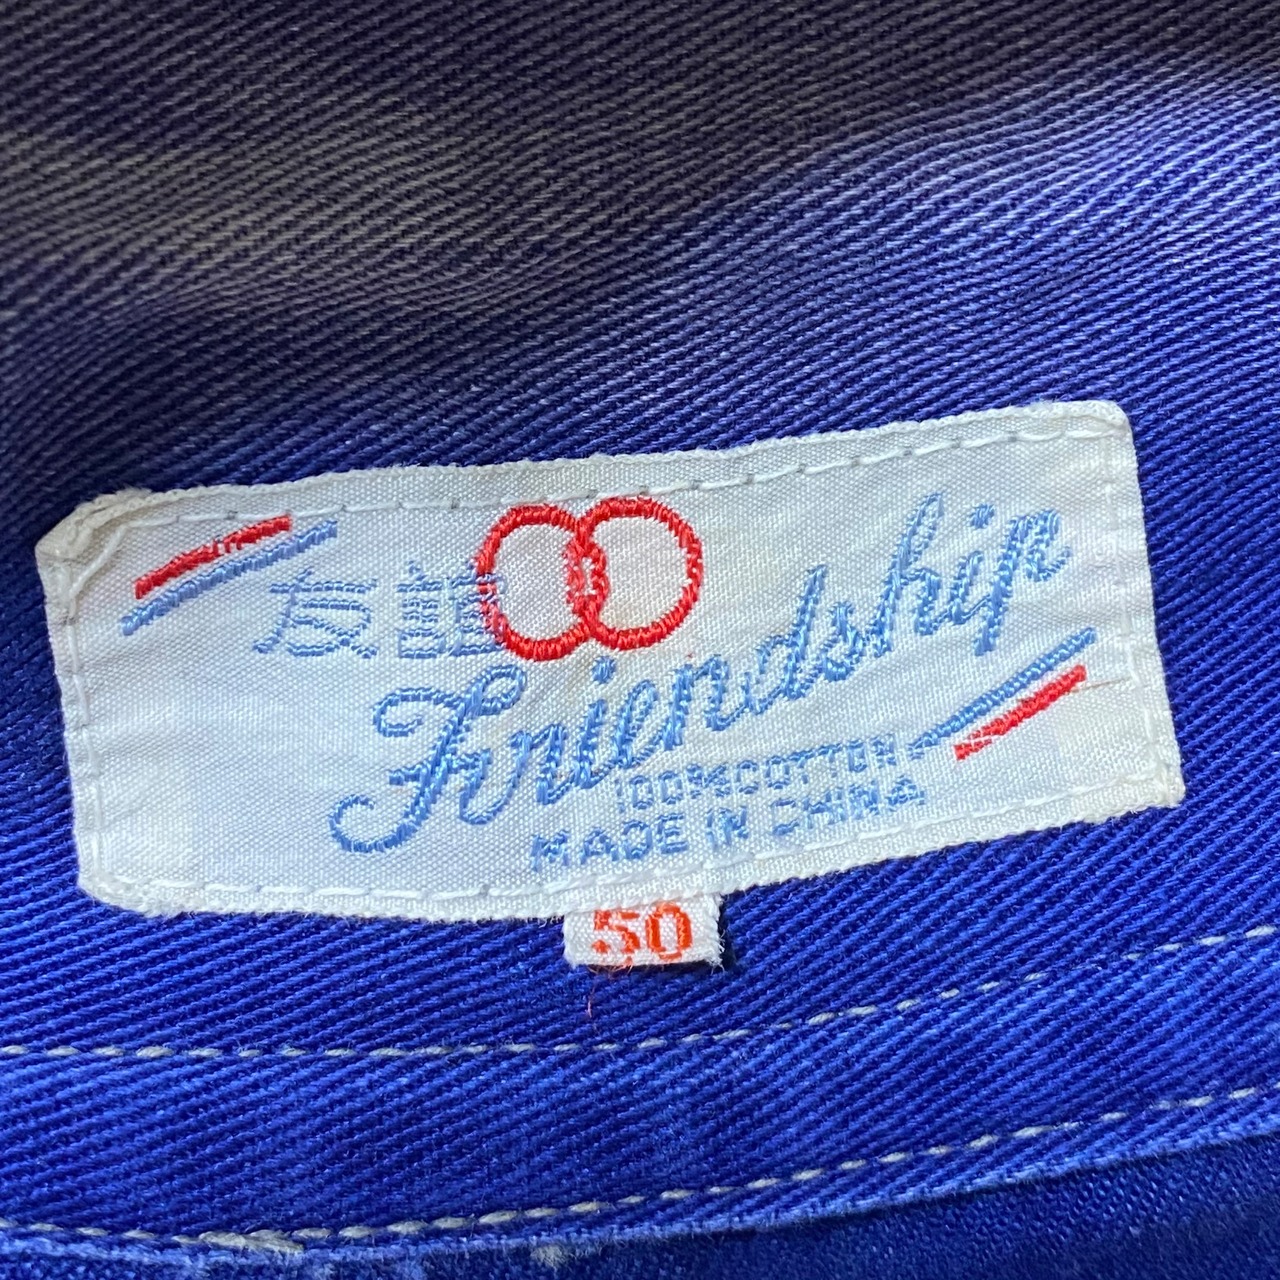 友誼
Friendship
100%COTTON
MADE IN CHINA
50